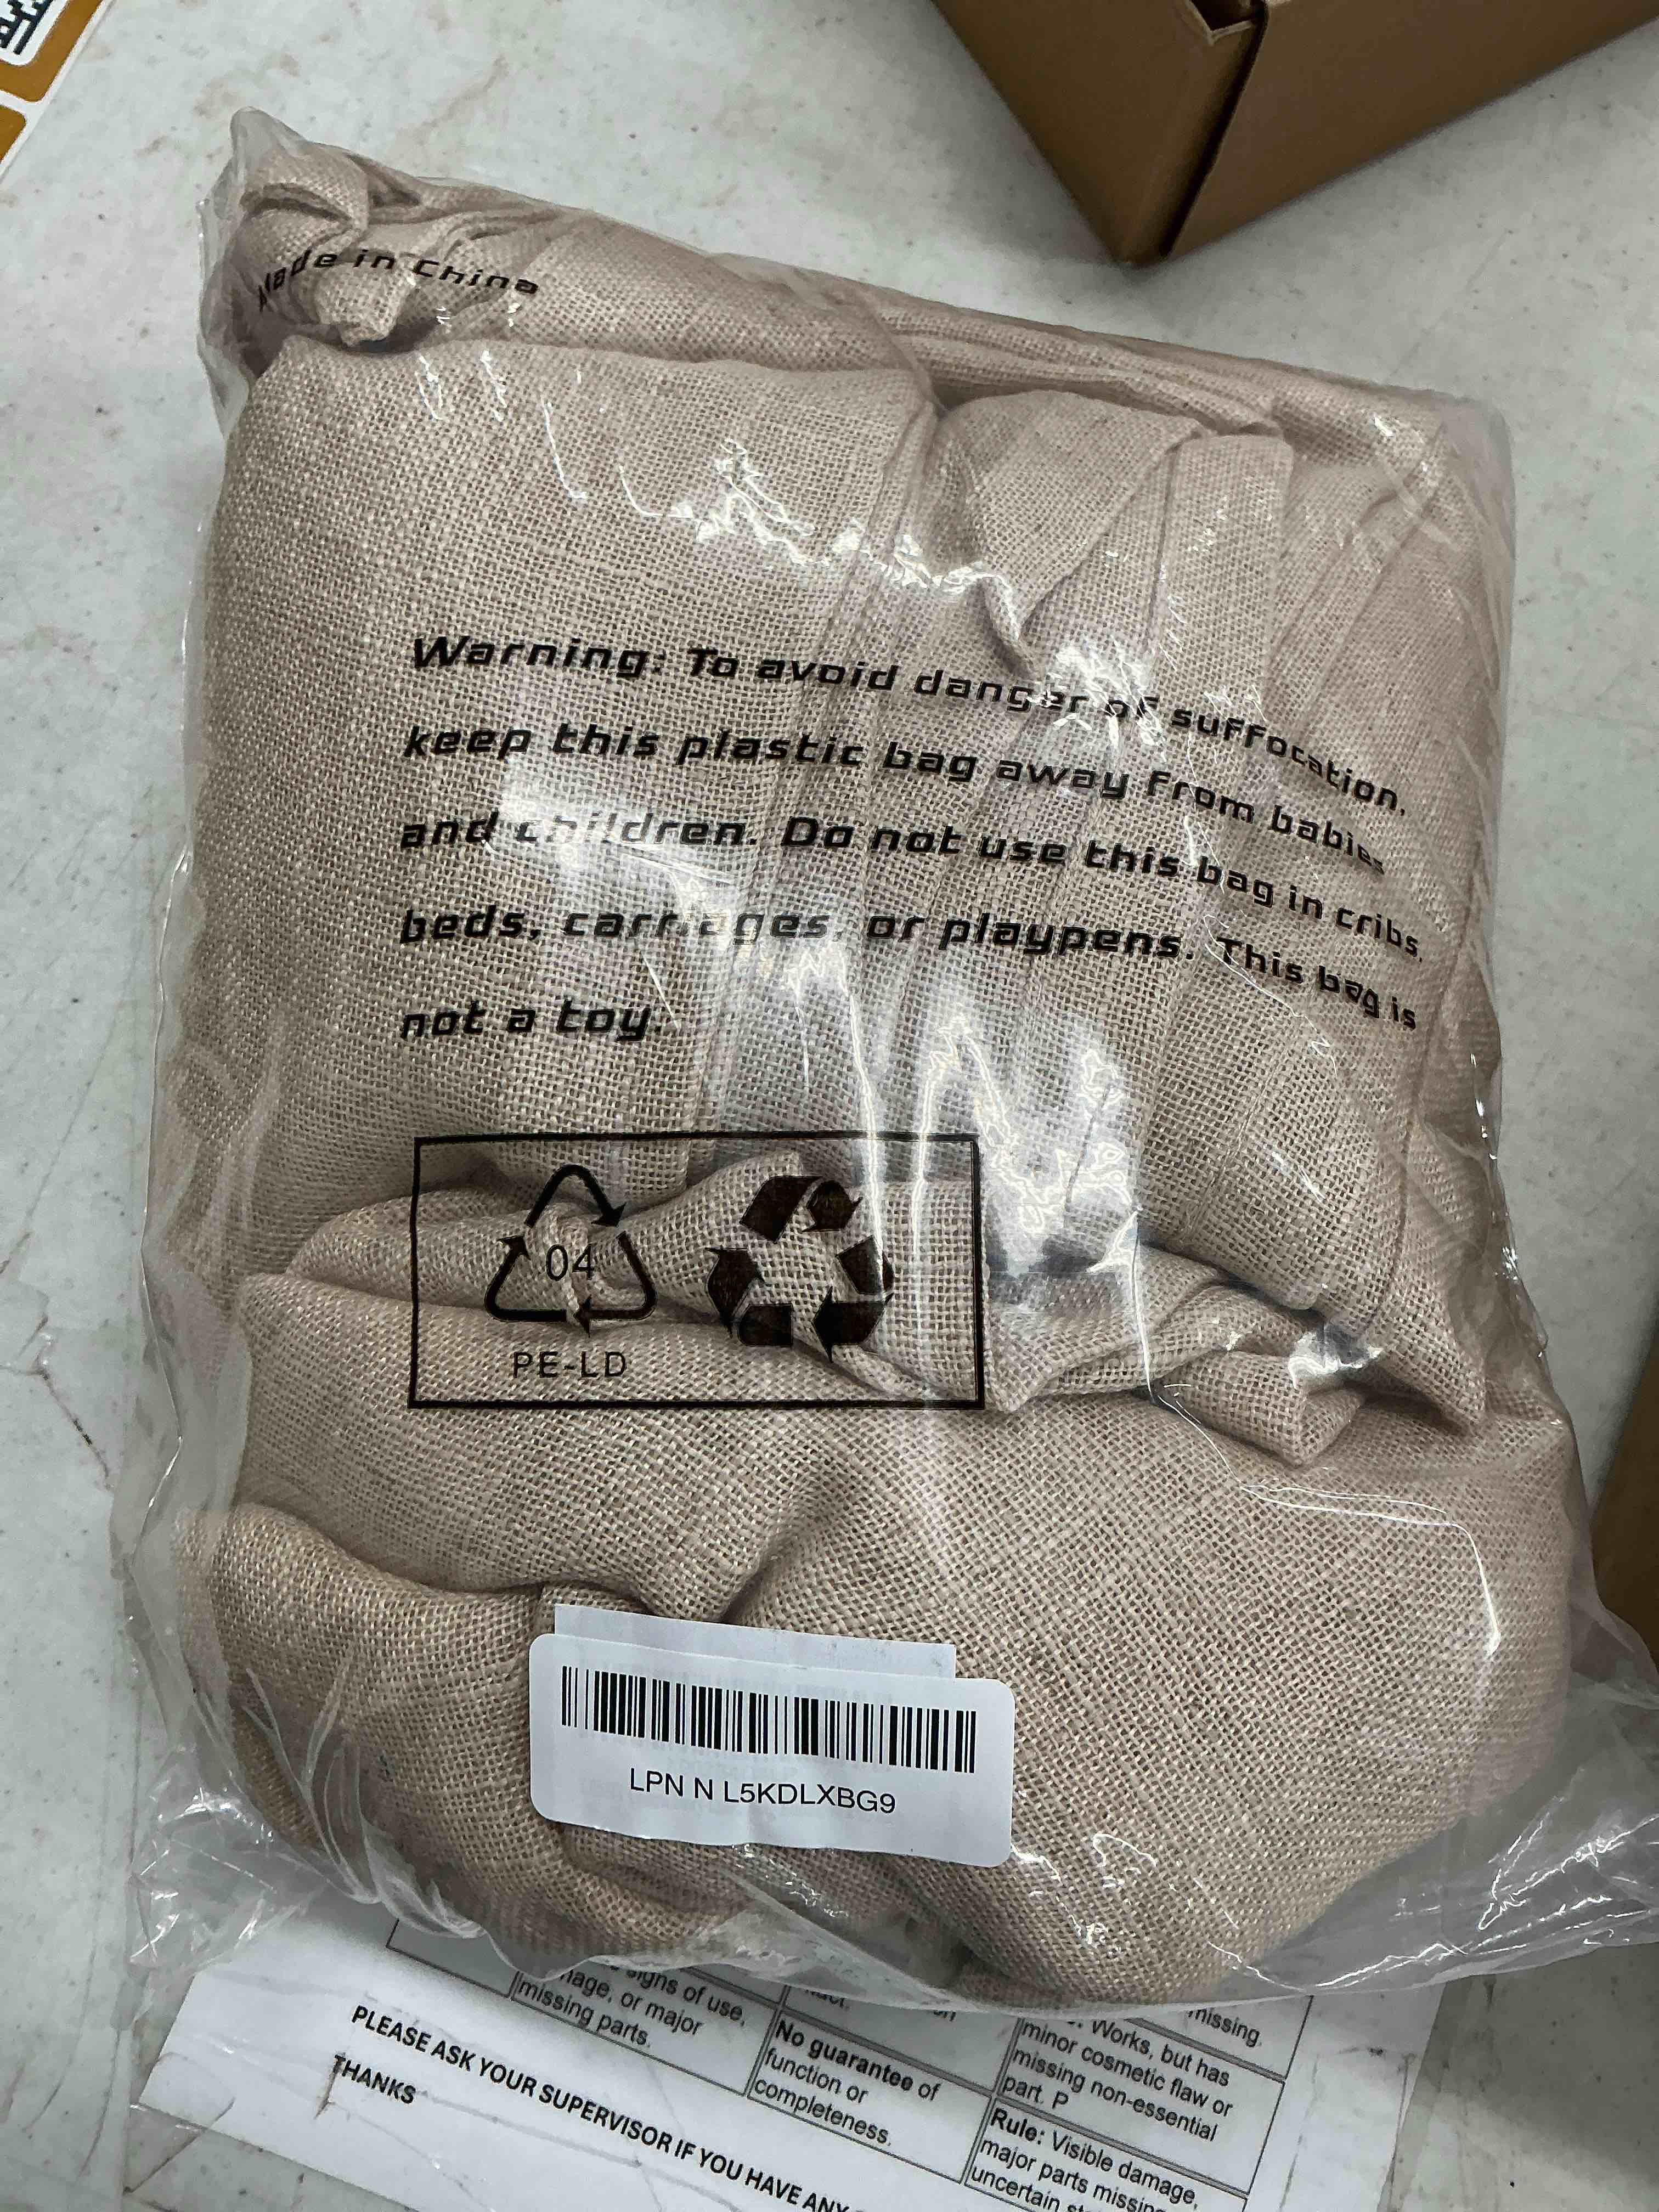 Made in China
Warning: To avoid danger of suffocation,
keep this plastic bag away from babies
and children. Do not use this bag in cribs,
beds, carriages, or playpens. This bag is
not a toy.
04
PE-LD
LPN N L5KDLXBG9
signs of use,
or major
missing parts.
No guarantee of
function or
completeness.
missing.
Works, but has
minor cosmetic flaw or
missing non-essential
part. P
Rule: Visible damage,
major parts missing
uncertain
PLEASE ASK YOUR SUPERVISOR IF YOU HAVE ANY
THANKS